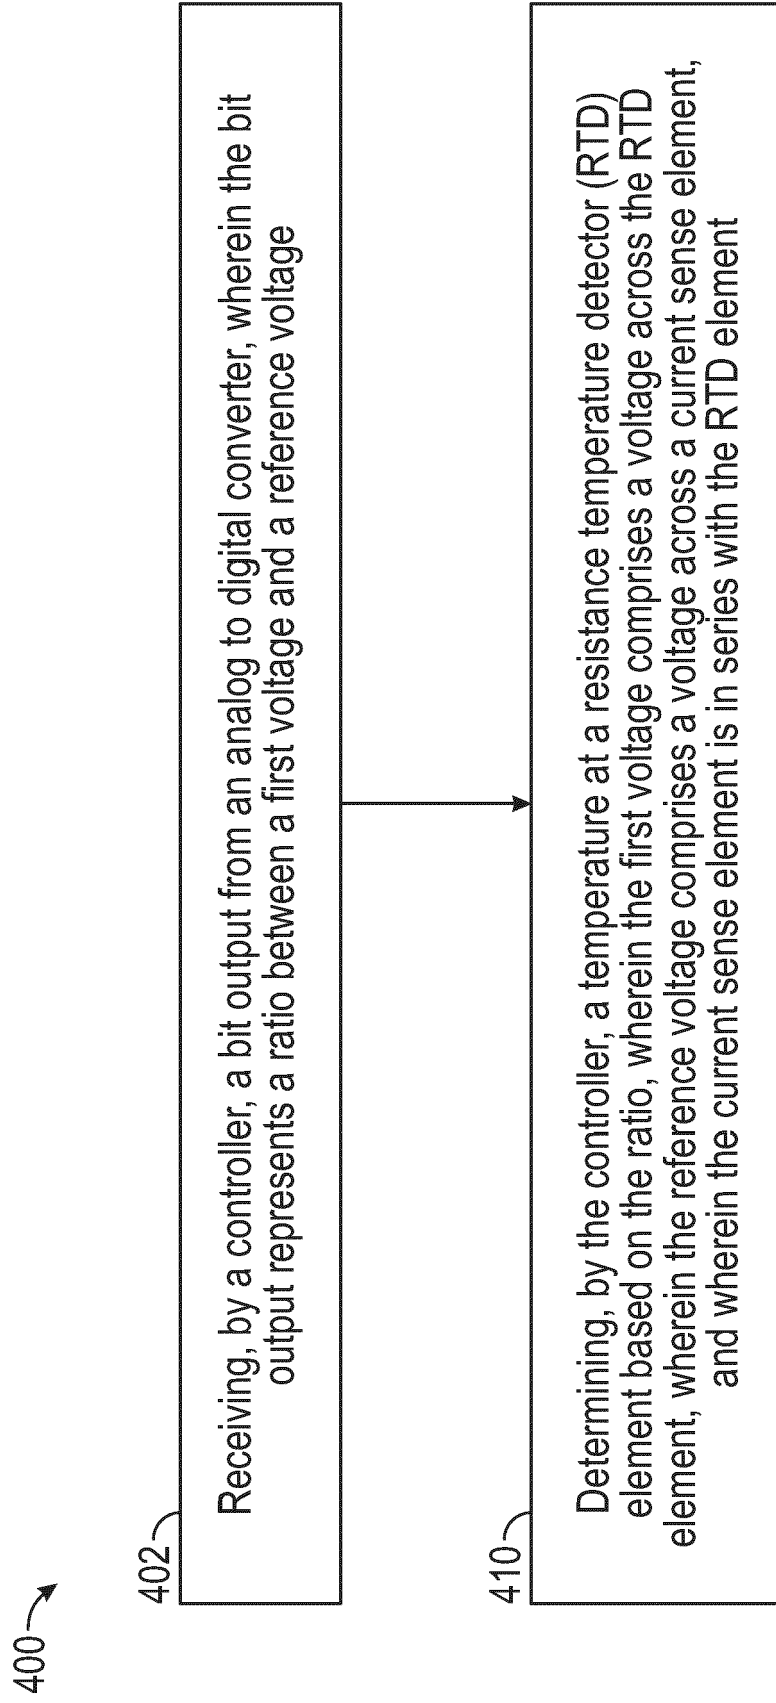 400
402
Receiving, by a controller, a bit output from an analog to digital converter, wherein the bit
output represents a ratio between a first voltage and a reference voltage
410
Determining, by the controller, a temperature at a resistance temperature detector (RTD)
element based on the ratio, wherein the first voltage comprises a voltage across the RTD
element, wherein the reference voltage comprises a voltage across a current sense element,
and wherein the current sense element is in series with the RTD element